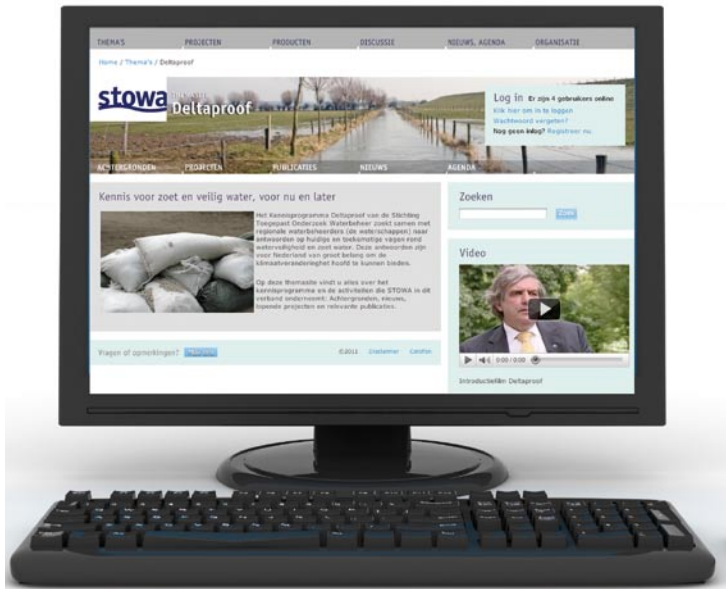 THEMA'S PROJECTEN PRODUCTEN DISCUSSIE NIEUWS, AGENDA ORGANISATIE
Home / Thema's / Deltaproof
stowa
Deltaproof
Log in Er zijn 4 gebruikers online
Klik hier om in te loggen
Wachtwoord vergeten?
Nog geen inlog? Registreer nu
ACHTERGRONDEN PROJECTEN PUBLICATIES NIEUWS AGENDA
Kennis voor zoet en veilig water, voor nu en later
Het Kennisprogramma Deltaproof van de Stichting
Toegepast Onderzoek Waterbeheer zoekt samen met
regionale waterbeheerders (de waterschappen) naar
antwoorden op huidige en toekomstige vragen rond
waterveiligheid en zoet water. Deze antwoorden zijn
voor Nederland van groot belang om de
klimaatveranderinghet hoofd te kunnen bieden.
Op deze themasite vindt u alles over het
kennisprogramma en de activiteiten die STOWA in dit
verband onderneemt: Achtergronden, nieuws,
lopende projecten en relevante publicaties.
Vragen of opmerkingen?
©2011 Disclaimer Colofon
Zoeken
Video
0:00 / 0:00
Introductiefilm Deltaproof